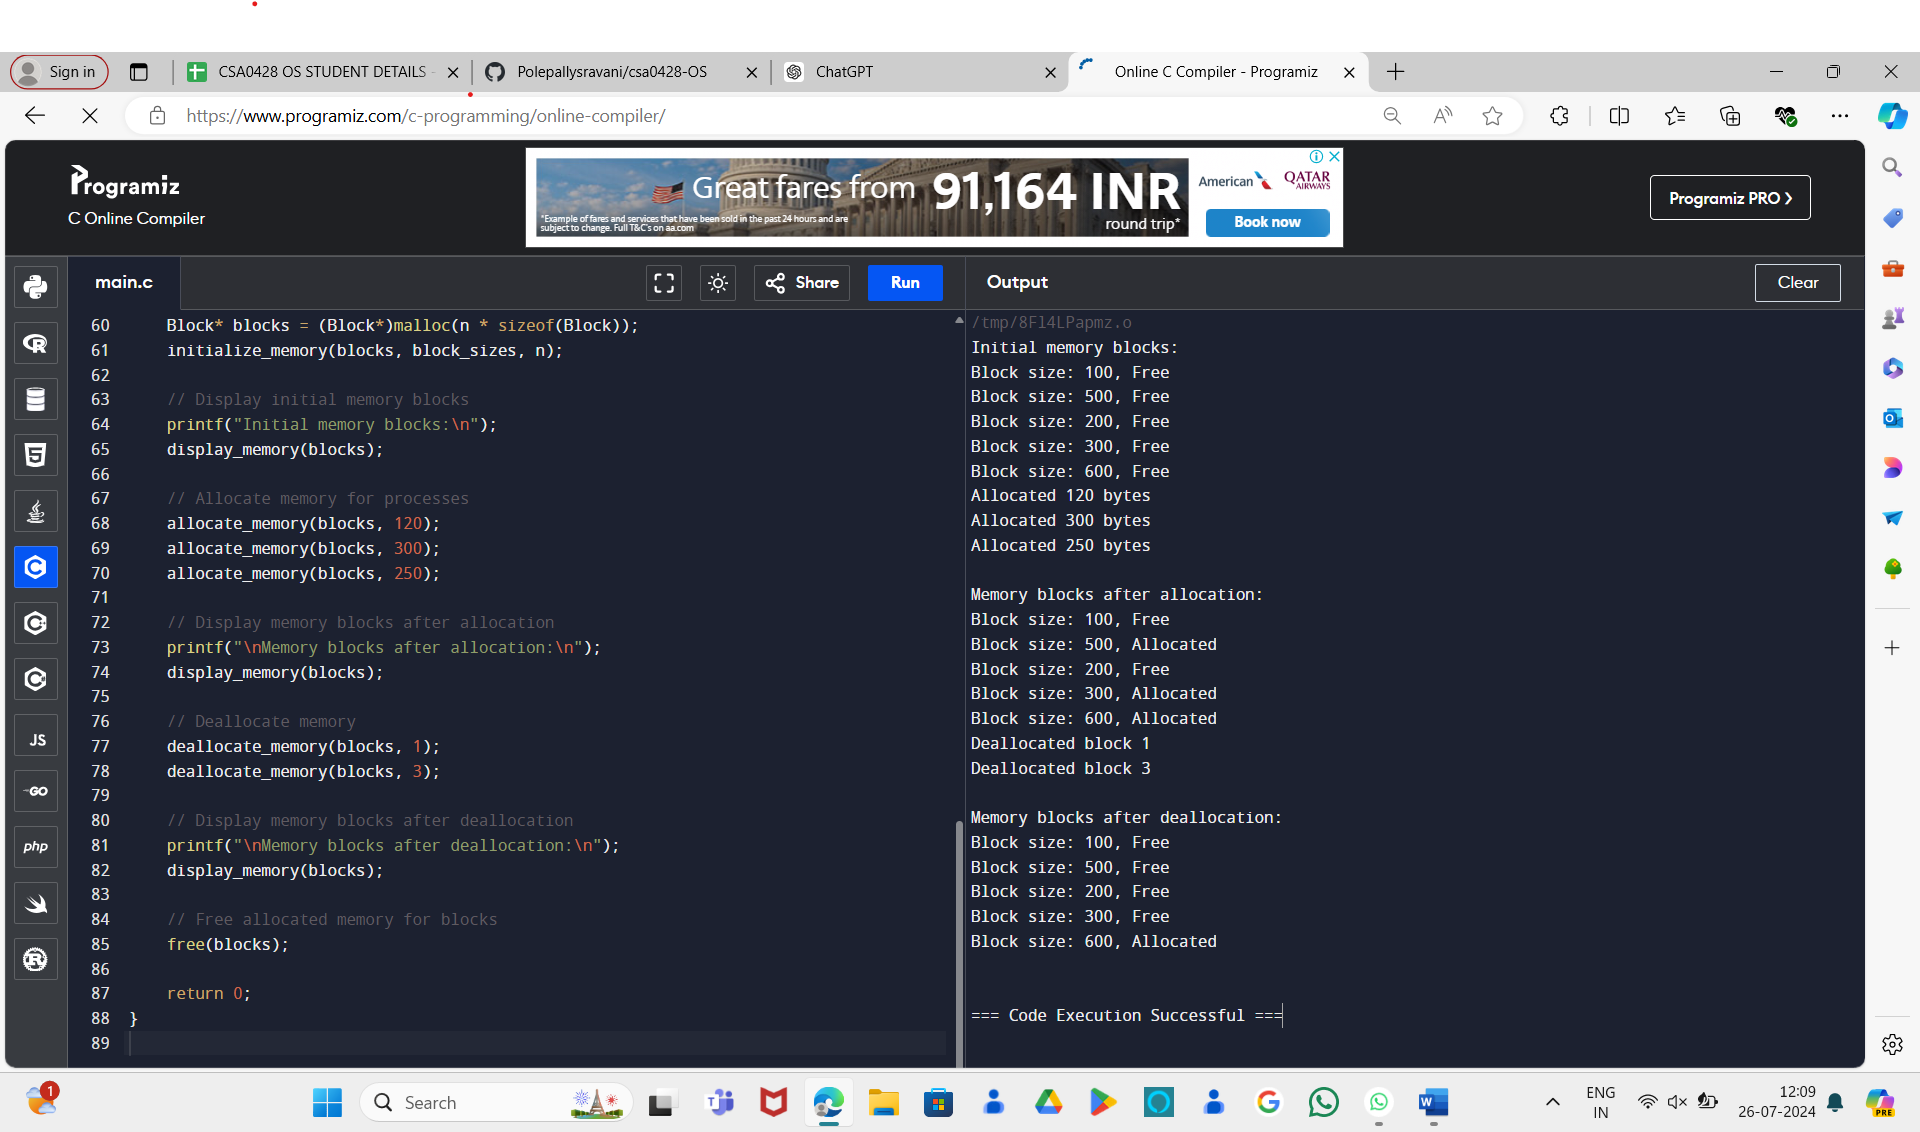 Sign in
CSA0428 OS STUDENT DETAILS -
Polepallysravani/csa0428-OS
ChatGPT
Online C Compiler - Programiz
https://www.programiz.com/c-programming/online-compiler/
Programiz
C Online Compiler
Great fares from 91,164 INR
round trip*
*Example of fares and services that have been sold in the past 24 hours and are
subject to change. Full T&C's on aa.com
American
QATAR
AIRWAYS
Book now
Programiz PRO ❯
main.c
Share
Run
Output
Clear
60 Block* blocks = (Block*)malloc(n * sizeof(Block));
61 initialize_memory(blocks, block_sizes, n);
62
63 // Display initial memory blocks
64 printf("Initial memory blocks:\n");
65 display_memory(blocks);
66
67 // Allocate memory for processes
68 allocate_memory(blocks, 120);
69 allocate_memory(blocks, 300);
70 allocate_memory(blocks, 250);
71
72 // Display memory blocks after allocation
73 printf("\nMemory blocks after allocation:\n");
74 display_memory(blocks);
75
76 // Deallocate memory
77 deallocate_memory(blocks, 1);
78 deallocate_memory(blocks, 3);
79
80 // Display memory blocks after deallocation
81 printf("\nMemory blocks after deallocation:\n");
82 display_memory(blocks);
83
84 // Free allocated memory for blocks
85 free(blocks);
86
87 return 0;
88 }
89
/tmp/8Fl4LPapmz.o
Initial memory blocks:
Block size: 100, Free
Block size: 500, Free
Block size: 200, Free
Block size: 300, Free
Block size: 600, Free
Allocated 120 bytes
Allocated 300 bytes
Allocated 250 bytes
Memory blocks after allocation:
Block size: 100, Free
Block size: 500, Allocated
Block size: 200, Free
Block size: 300, Allocated
Block size: 600, Allocated
Deallocated block 1
Deallocated block 3
Memory blocks after deallocation:
Block size: 100, Free
Block size: 500, Free
Block size: 200, Free
Block size: 300, Free
Block size: 600, Allocated
=== Code Execution Successful ===
JS
GO
php
1
Search
ENG
IN
12:09
26-07-2024
PRE